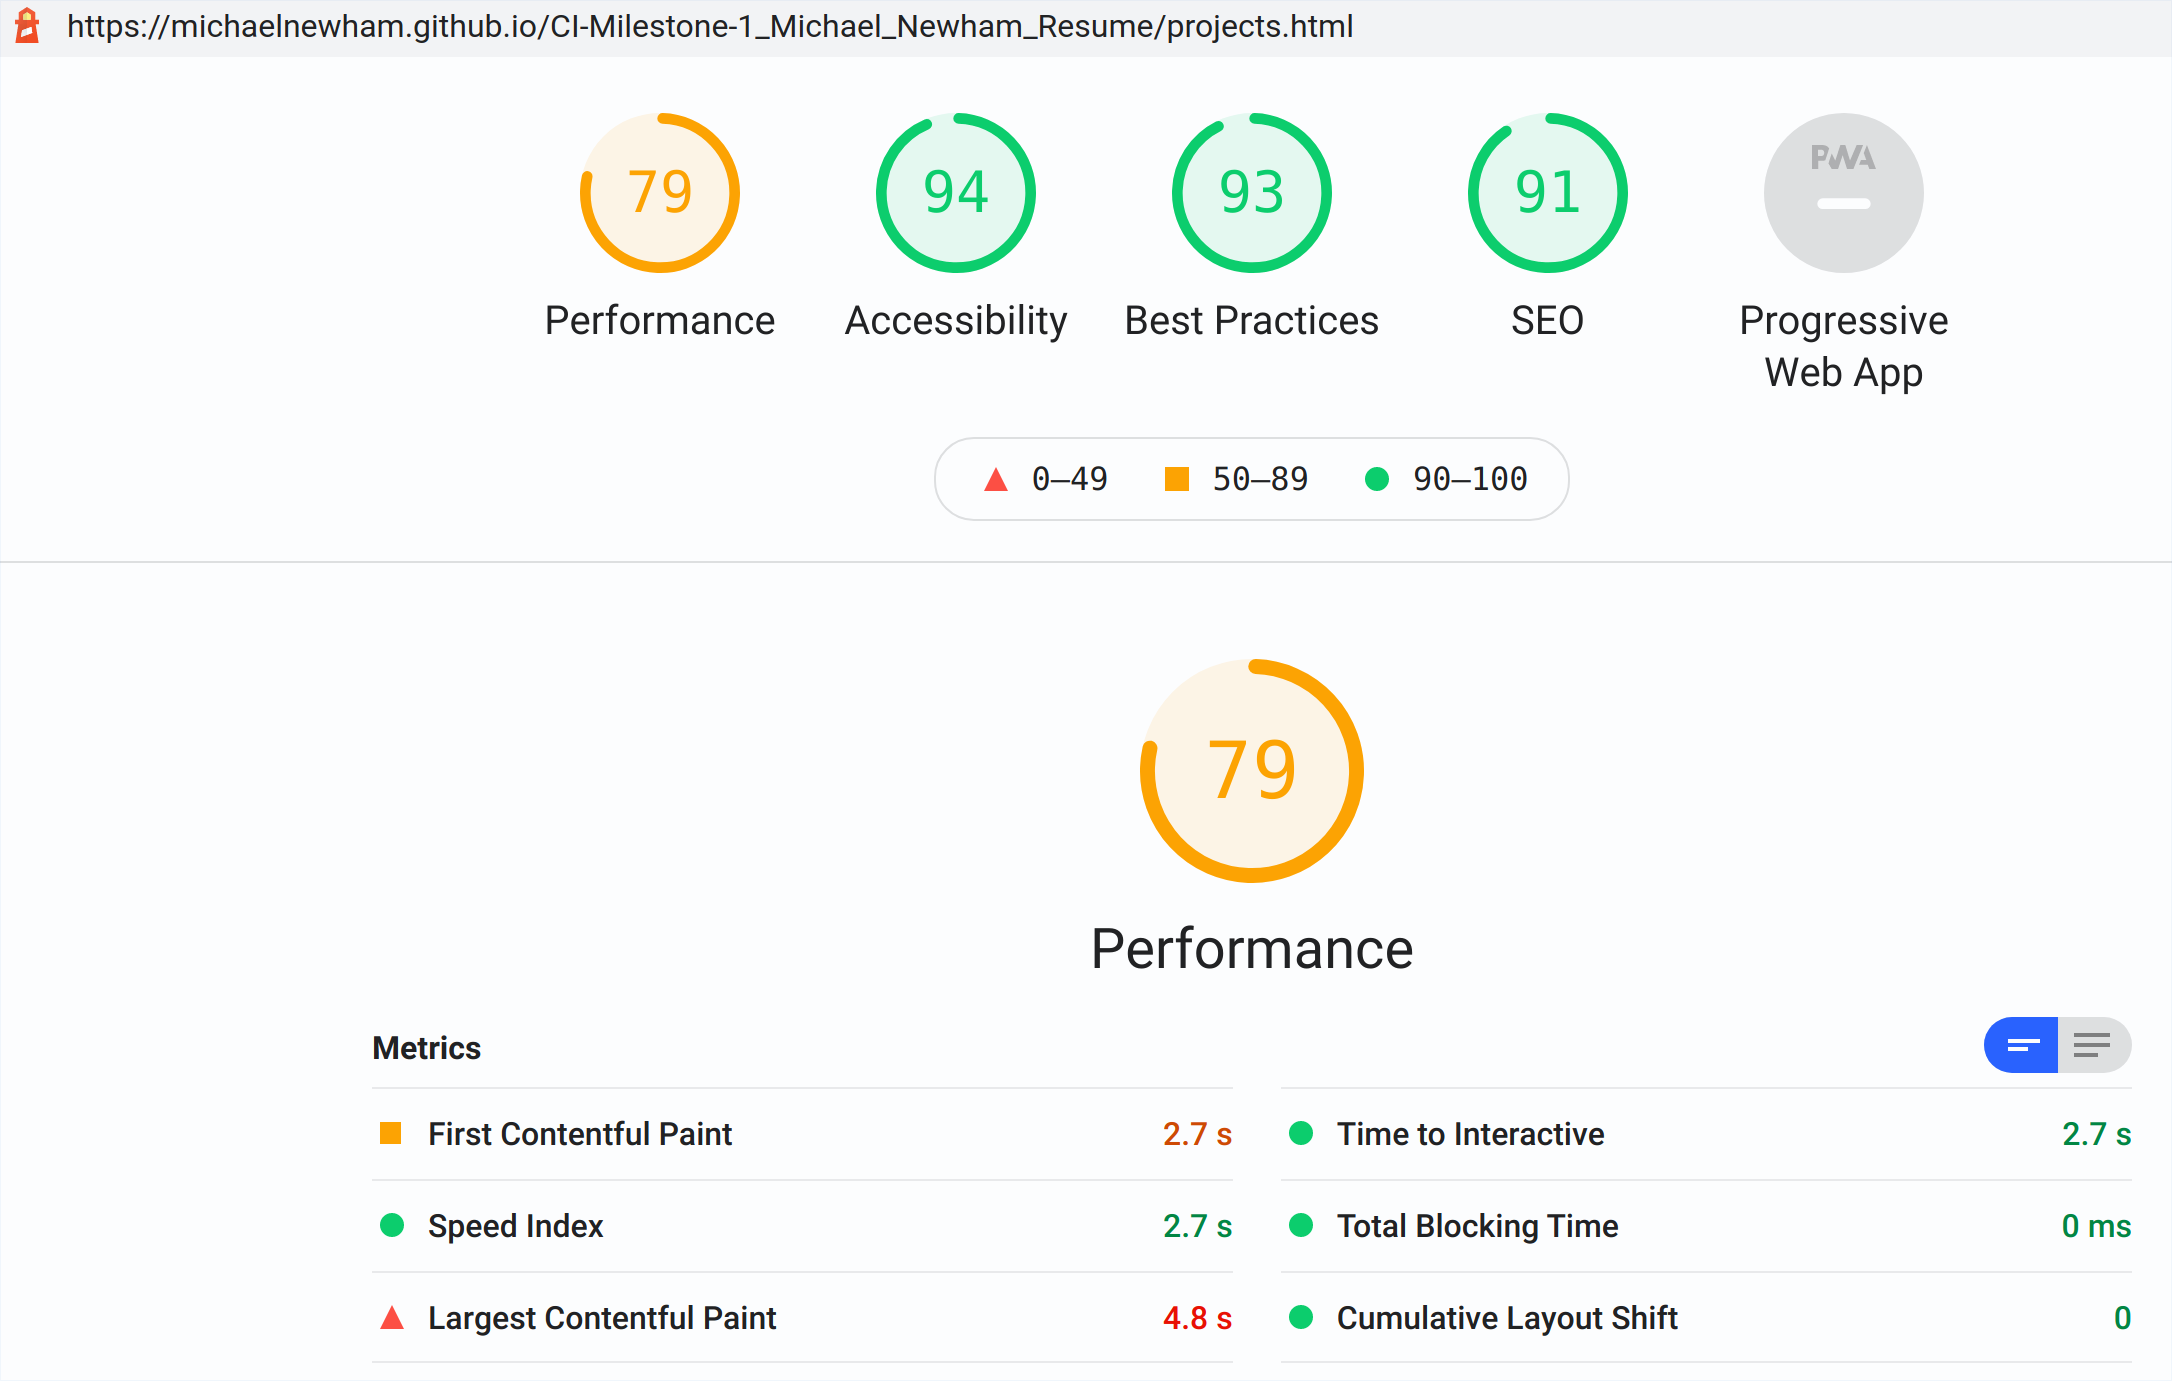 https://michaelnewham.github.io/CI-Milestone-1_Michael_Newham_Resume/projects.html
79 94 93 91 PWA
Performance Accessibility Best Practices SEO Progressive
Web App
0–49 50–89 90–100
79
Performance
Metrics
First Contentful Paint 2.7 s
Time to Interactive 2.7 s
Speed Index 2.7 s
Total Blocking Time 0 ms
Largest Contentful Paint 4.8 s
Cumulative Layout Shift 0